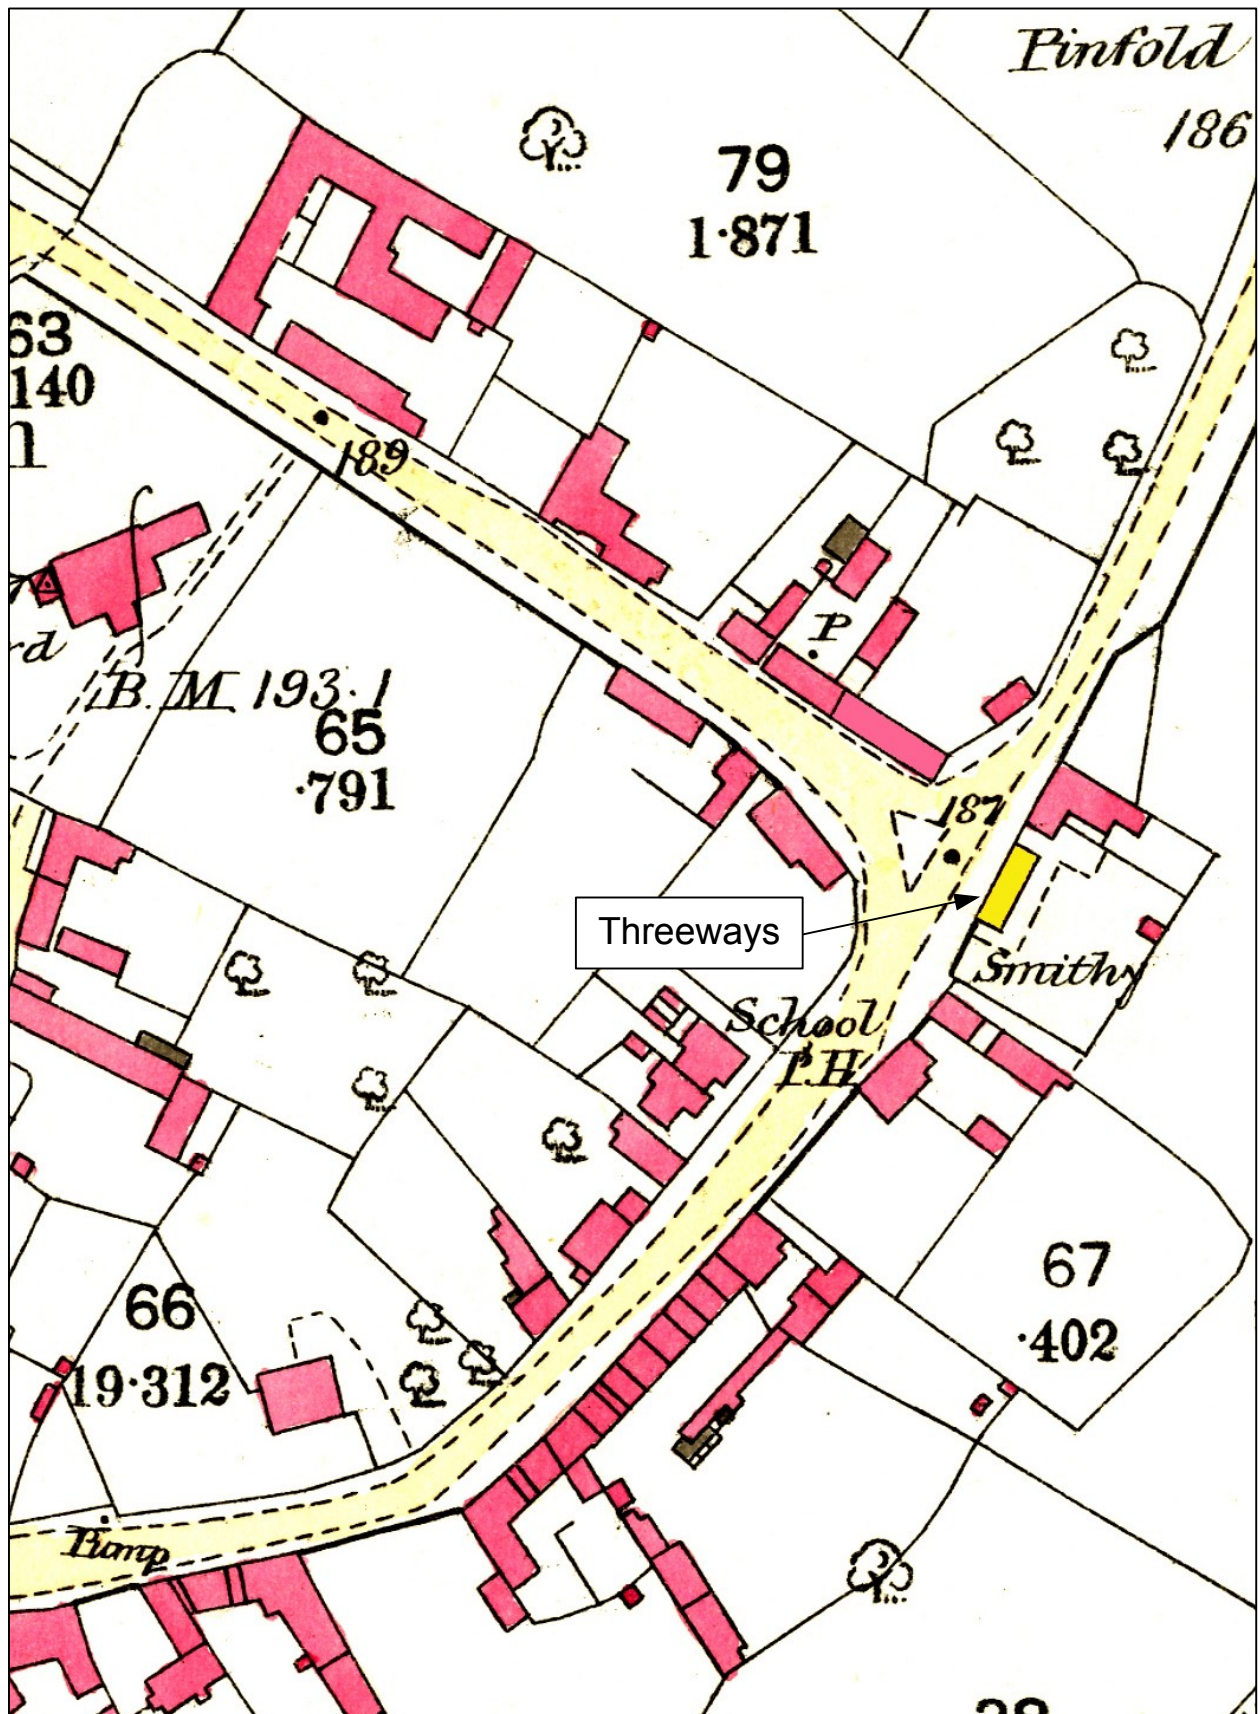 Pinfold
186
79
1·871
63
140
189
P
B. M. 193.1
65
·791
187
Threeways
Smithy
School
P.H.
67
·402
66
19·312
Pump